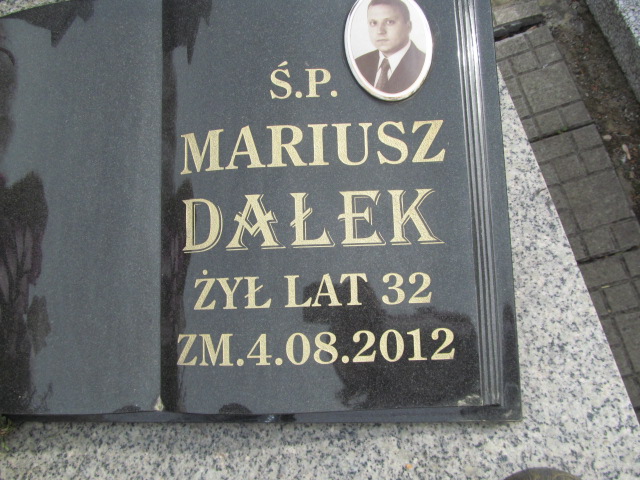 Ś.P.
MARIUSZ
DAŁEK
ŻYŁ LAT 32
ZM.4.08.2012